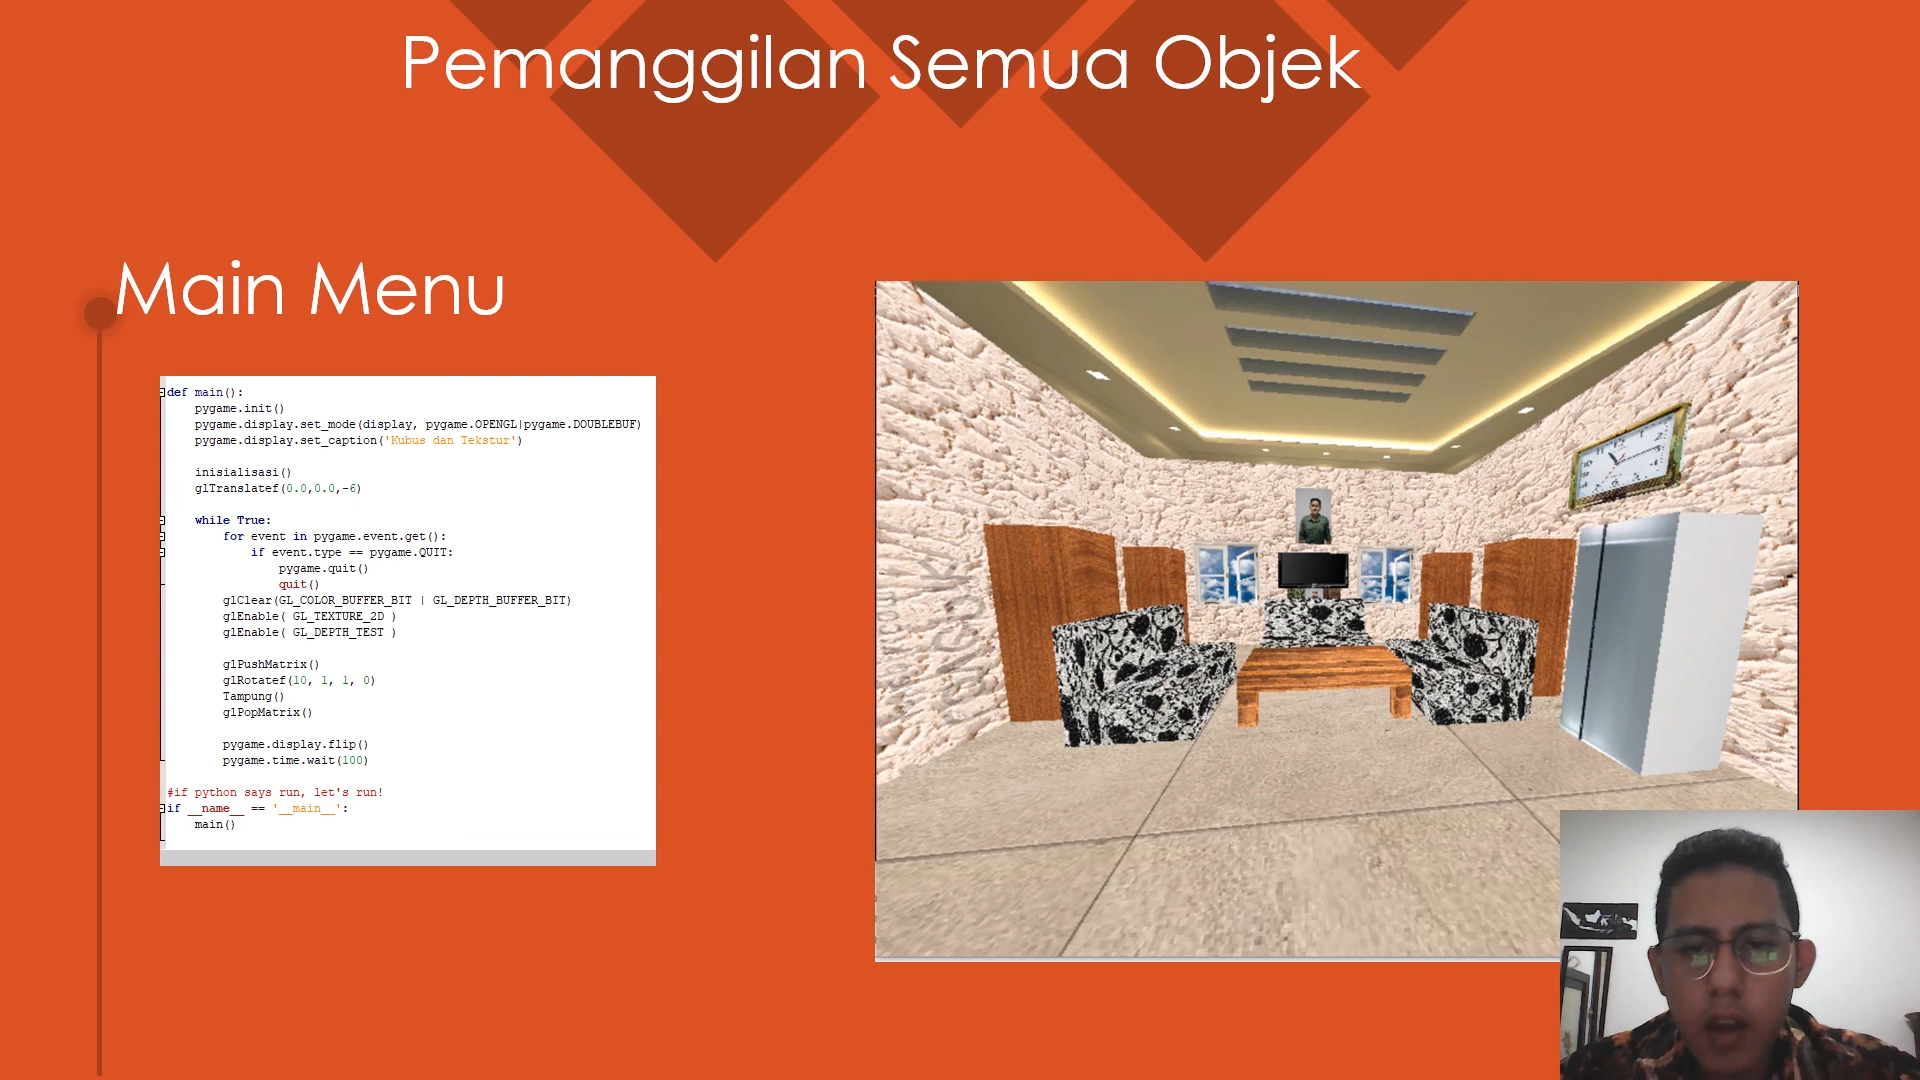 Pemanggilan Semua Objek
Main Menu
def main():
pygame.init()
pygame.display.set_mode(display, pygame.OPENGL|pygame.DOUBLEBUF)
pygame.display.set_caption('Kubus dan Tekstur')
inisialisasi()
glTranslatef(0.0,0.0,-6)
while True:
for event in pygame.event.get():
if event.type == pygame.QUIT:
pygame.quit()
quit()
glClear(GL_COLOR_BUFFER_BIT | GL_DEPTH_BUFFER_BIT)
glEnable( GL_TEXTURE_2D )
glEnable( GL_DEPTH_TEST )
glPushMatrix()
glRotatef(10, 1, 1, 0)
Tampung()
glPopMatrix()
pygame.display.flip()
pygame.time.wait(100)
#if python says run, let's run!
if __name__ == '__main__':
main()